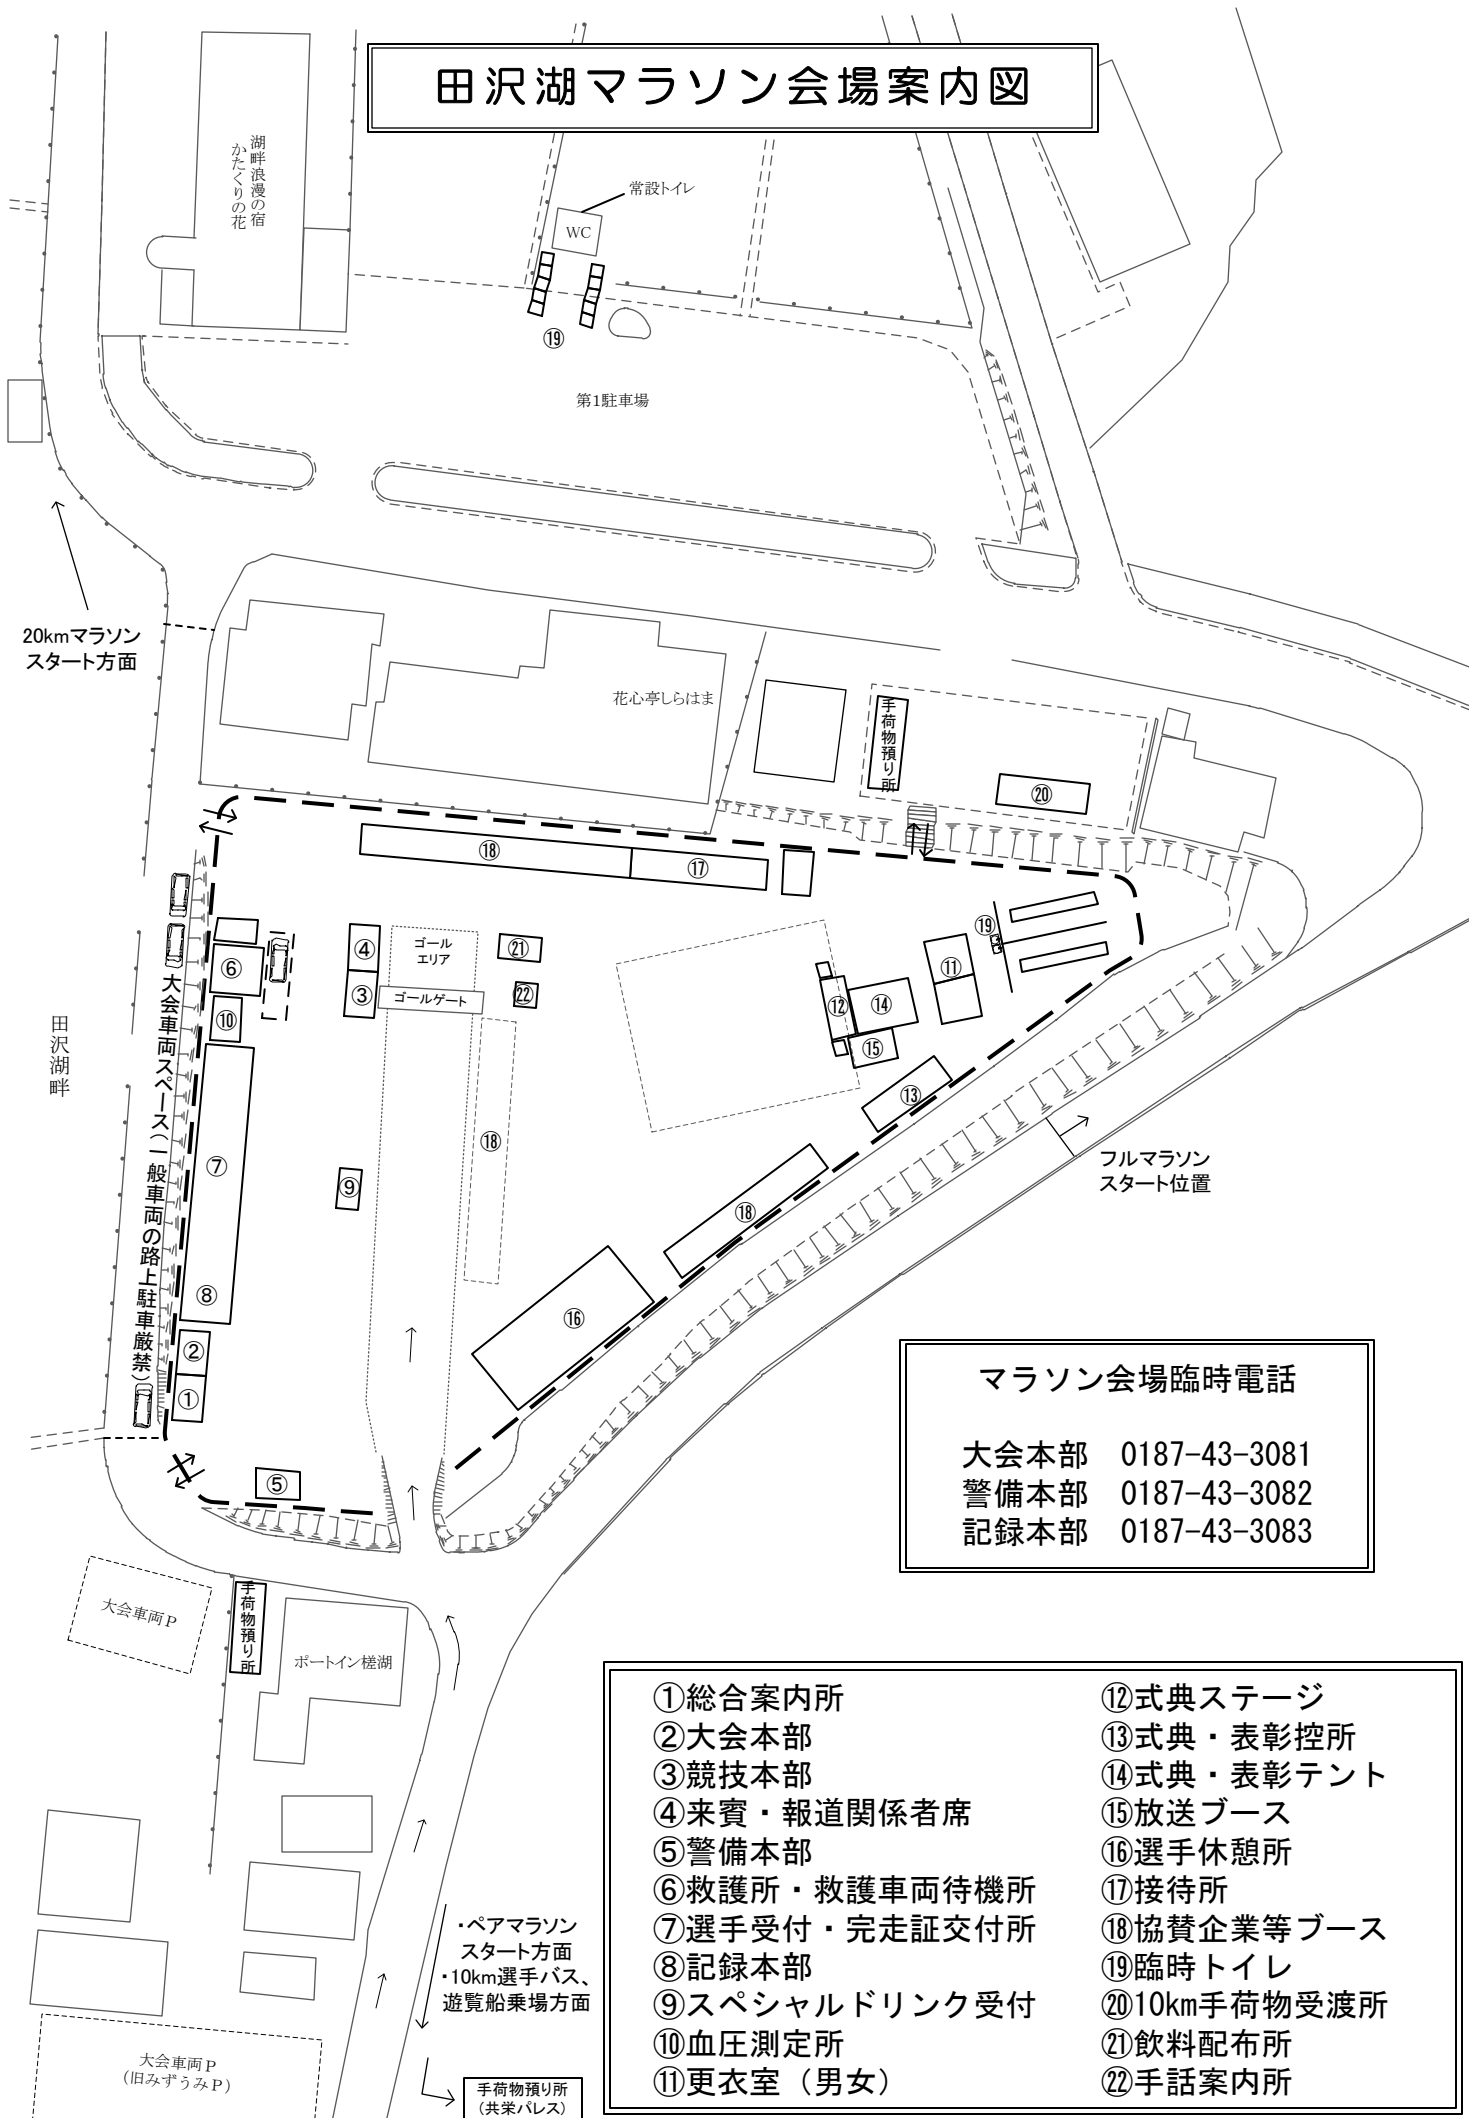 田沢湖マラソン会場案内図
湖畔浪漫の宿
かたくりの花
常設トイレ
WC
⑲
第1駐車場
20kmマラソン
スタート方面
花心亭しらはま
手荷物預り所
⑳
⑱
⑰
⑲
④
ゴール
エリア
㉑
⑥
③
ゴールゲート
㉒
⑪
⑫
⑭
⑩
⑮
田沢湖畔
大会車両スペース(一般車両の路上駐車厳禁)
⑬
⑱
⑦
⑨
フルマラソン
スタート位置
⑱
⑧
⑯
②
①
⑤
マラソン会場臨時電話
大会本部 0187-43-3081
警備本部 0187-43-3082
記録本部 0187-43-3083
大会車両P
手荷物預り所
ポートイン槎湖
①総合案内所
②大会本部
③競技本部
④来賓・報道関係者席
⑤警備本部
⑥救護所・救護車両待機所
⑦選手受付・完走証交付所
⑧記録本部
⑨スペシャルドリンク受付
⑩血圧測定所
⑪更衣室（男女）
⑫式典ステージ
⑬式典・表彰控所
⑭式典・表彰テント
⑮放送ブース
⑯選手休憩所
⑰接待所
⑱協賛企業等ブース
⑲臨時トイレ
⑳10km手荷物受渡所
㉑飲料配布所
㉒手話案内所
・ペアマラソン
スタート方面
・10km選手バス、
遊覧船乗場方面
大会車両P
(旧みずうみP)
手荷物預り所
(共栄パレス)